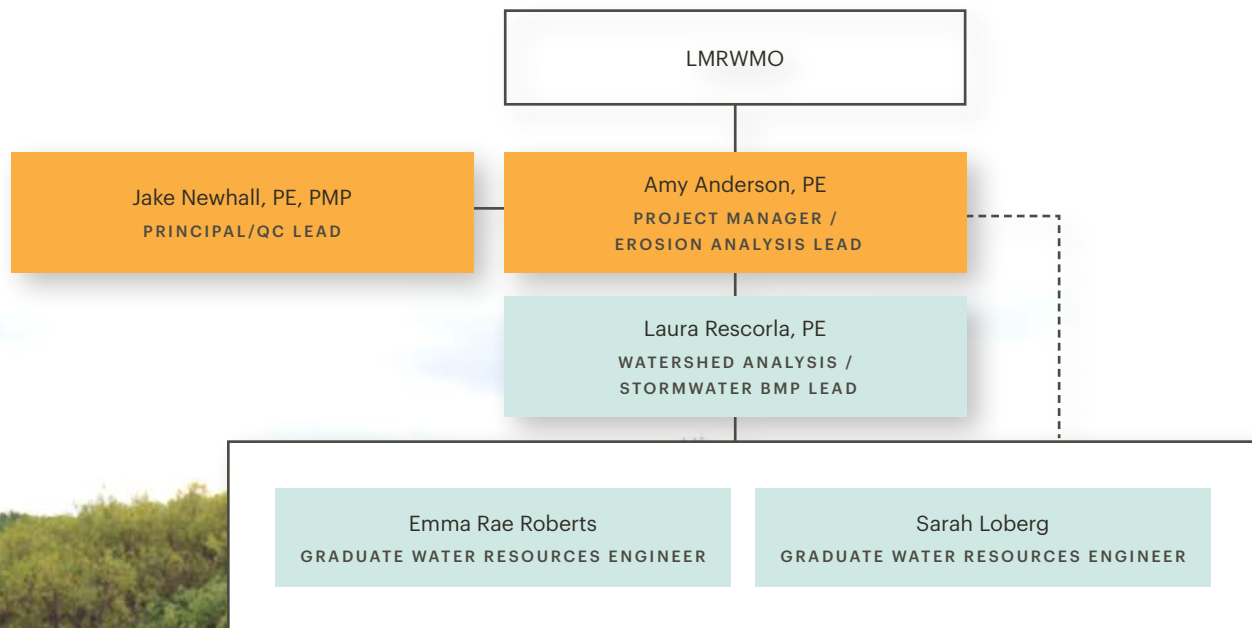 LMRWMO
Jake Newhall, PE, PMP
PRINCIPAL/QC LEAD
Amy Anderson, PE
PROJECT MANAGER /
EROSION ANALYSIS LEAD
Laura Rescorla, PE
WATERSHED ANALYSIS /
STORMWATER BMP LEAD
Emma Rae Roberts
GRADUATE WATER RESOURCES ENGINEER
Sarah Loberg
GRADUATE WATER RESOURCES ENGINEER